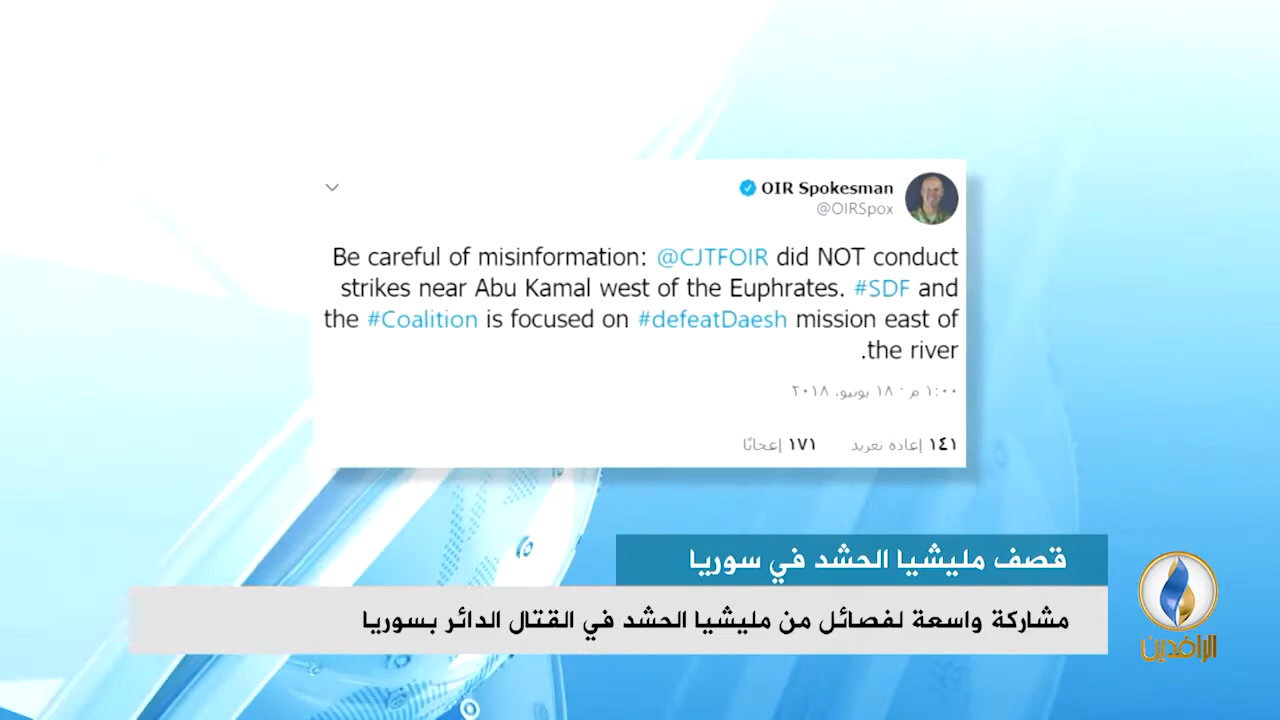 OIR Spokesman
@OIRSpox
Be careful of misinformation: @CJTFOIR did NOT conduct
strikes near Abu Kamal west of the Euphrates. #SDF and
the #Coalition is focused on #defeatDaesh mission east of
the river.
١:٠٠ م · ١٨ يونيو، ٢٠١٨
١٤١ إعادة تغريد ١٧١ إعجابًا
قصف مليشيا الحشد في سوريا
مشاركة واسعة لفصائل من مليشيا الحشد في القتال الدائر بسوريا
الرافدين